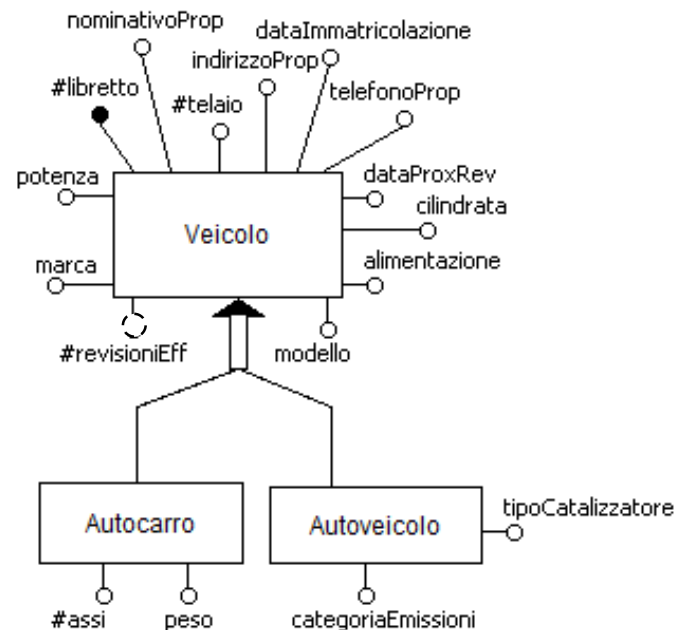 nominativoProp
dataImmatricolazione
indirizzoProp
#libretto
#telaio
telefonoProp
potenza
dataProxRev
cilindrata
Veicolo
marca
alimentazione
#revisioniEff
modello
tipoCatalizzatore
Autocarro
Autoveicolo
#assi
peso
categoriaEmissioni